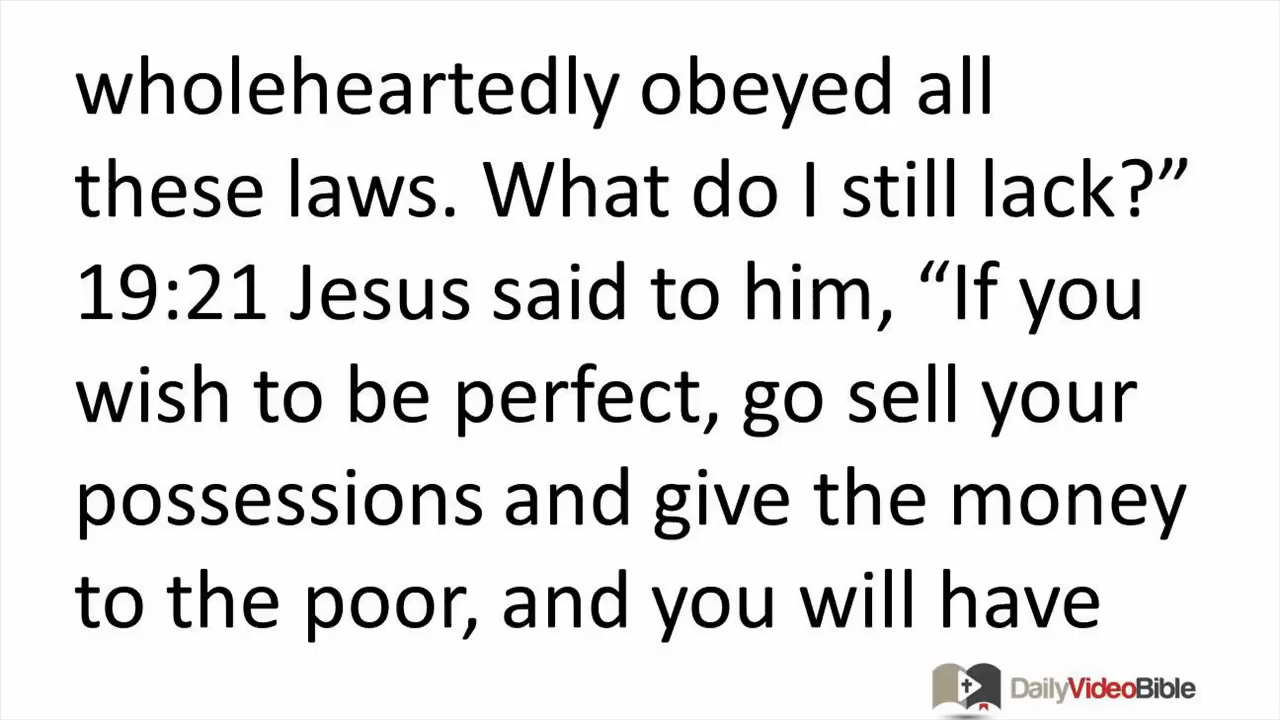 wholeheartedly obeyed all
these laws. What do I still lack?”
19:21 Jesus said to him, “If you
wish to be perfect, go sell your
possessions and give the money
to the poor, and you will have
DailyVideoBible